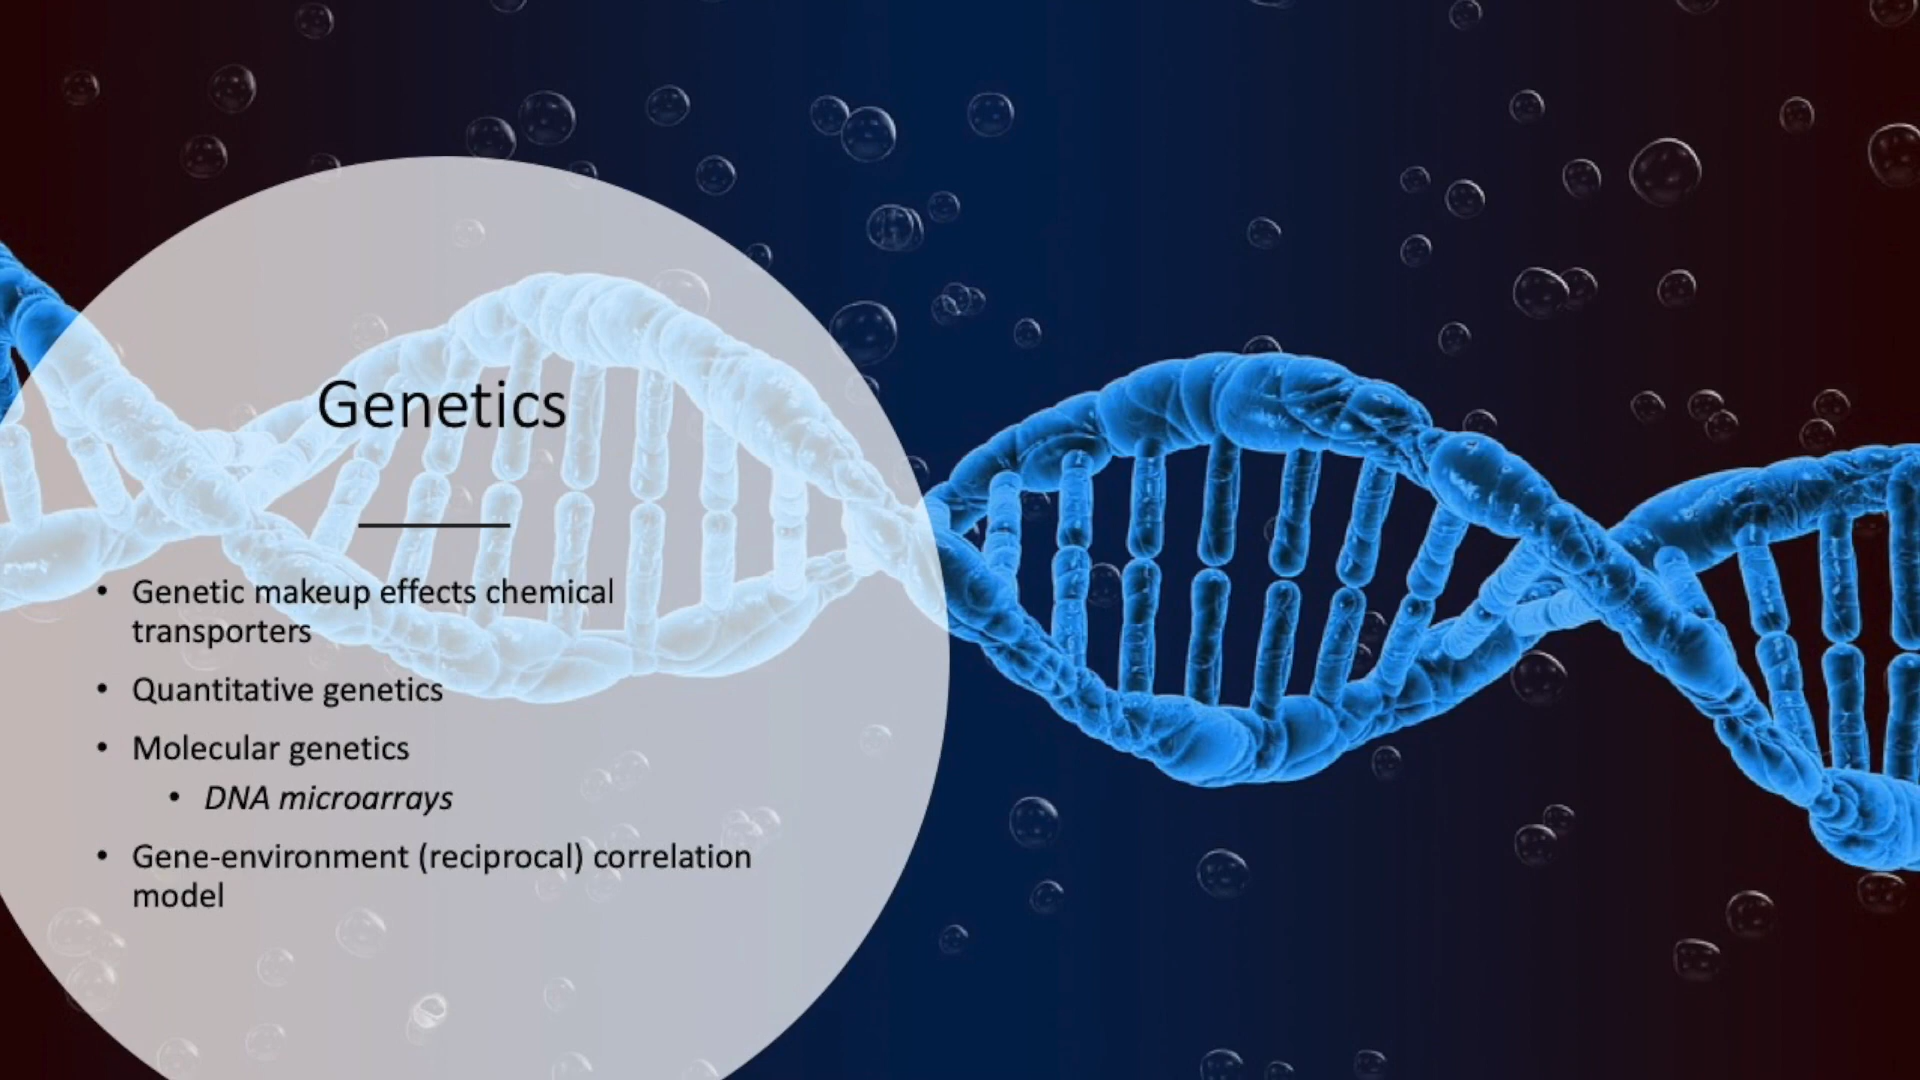 Genetics
• Genetic makeup effects chemical
transporters
• Quantitative genetics
• Molecular genetics
• DNA microarrays
• Gene-environment (reciprocal) correlation
model